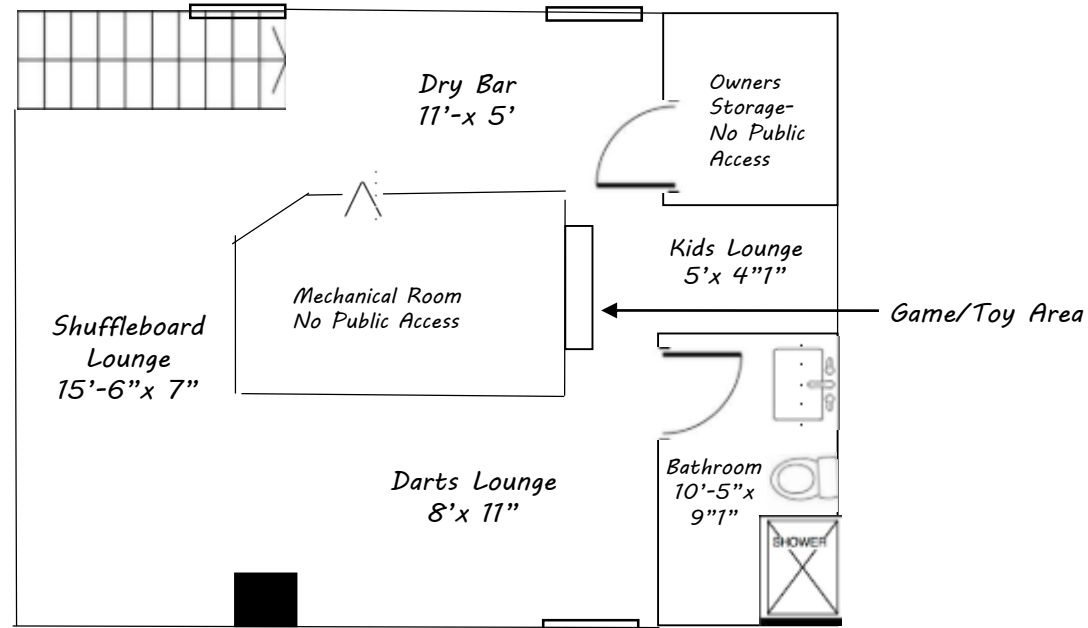 Dry Bar
11’-x 5’
Owners
Storage-
No Public
Access
Kids Lounge
5’x 4”1”
Mechanical Room
No Public Access
Game/Toy Area
Shuffleboard
Lounge
15’-6”x 7”
Darts Lounge
8’x 11”
Bathroom
10’-5”x
9”1”
SHOWER